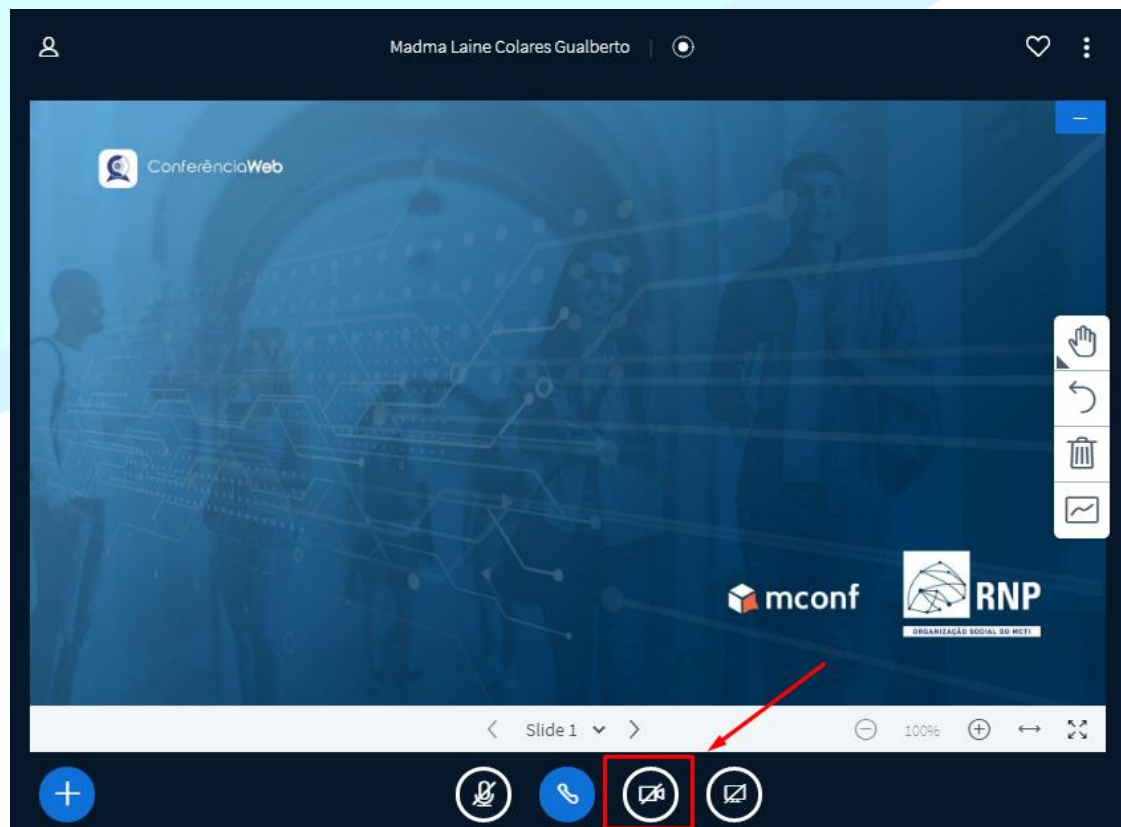 Madma Laine Colares Gualberto
ConferênciaWeb
mconf
RNP
ORGANIZAÇÃO SOCIAL DO MCTI
Slide 1
100%